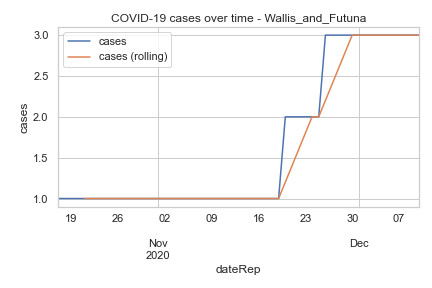 COVID-19 cases over time - Wallis_and_Futuna
cases
cases (rolling)
3.0
2.5
2.0
1.5
1.0
cases
19 26 02 09 16 23 30 07
Nov Dec
2020
dateRep